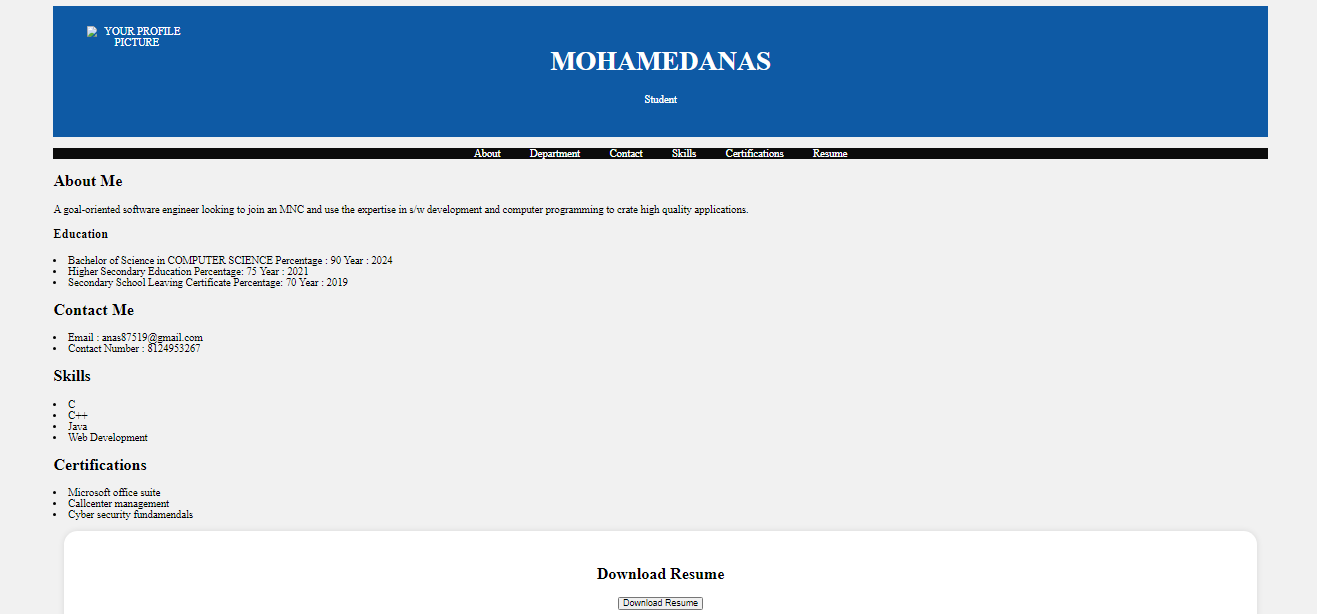 YOUR PROFILE
PICTURE
MOHAMEDANAS
Student
About Department Contact Skills Certifications Resume
About Me
A goal-oriented software engineer looking to join an MNC and use the expertise in s/w development and computer programming to crate high quality applications.
Education
• Bachelor of Science in COMPUTER SCIENCE Percentage : 90 Year : 2024
• Higher Secondary Education Percentage: 75 Year : 2021
• Secondary School Leaving Certificate Percentage: 70 Year : 2019
Contact Me
• Email : anas87519@gmail.com
• Contact Number : 8124953267
Skills
• C
• C++
• Java
• Web Development
Certifications
• Microsoft office suite
• Callcenter management
• Cyber security fundamendals
Download Resume
Download Resume